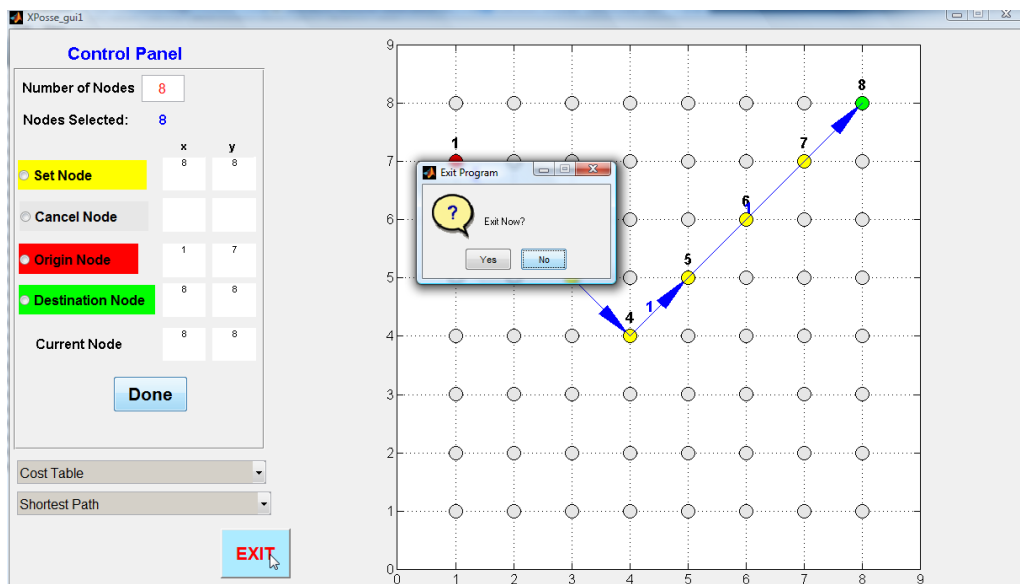 XPosse_gui1
Control Panel
Number of Nodes 8
Nodes Selected: 8
x y
Set Node 8 8
Cancel Node
Origin Node 1 7
Destination Node 8 8
Current Node 8 8
Done
Cost Table
Shortest Path
EXIT
9
8
7
6
5
4
3
2
1
0
0 1 2 3 4 5 6 7 8 9
8
7
1
6
1
5
1
4
Exit Program
?
Exit Now?
Yes No